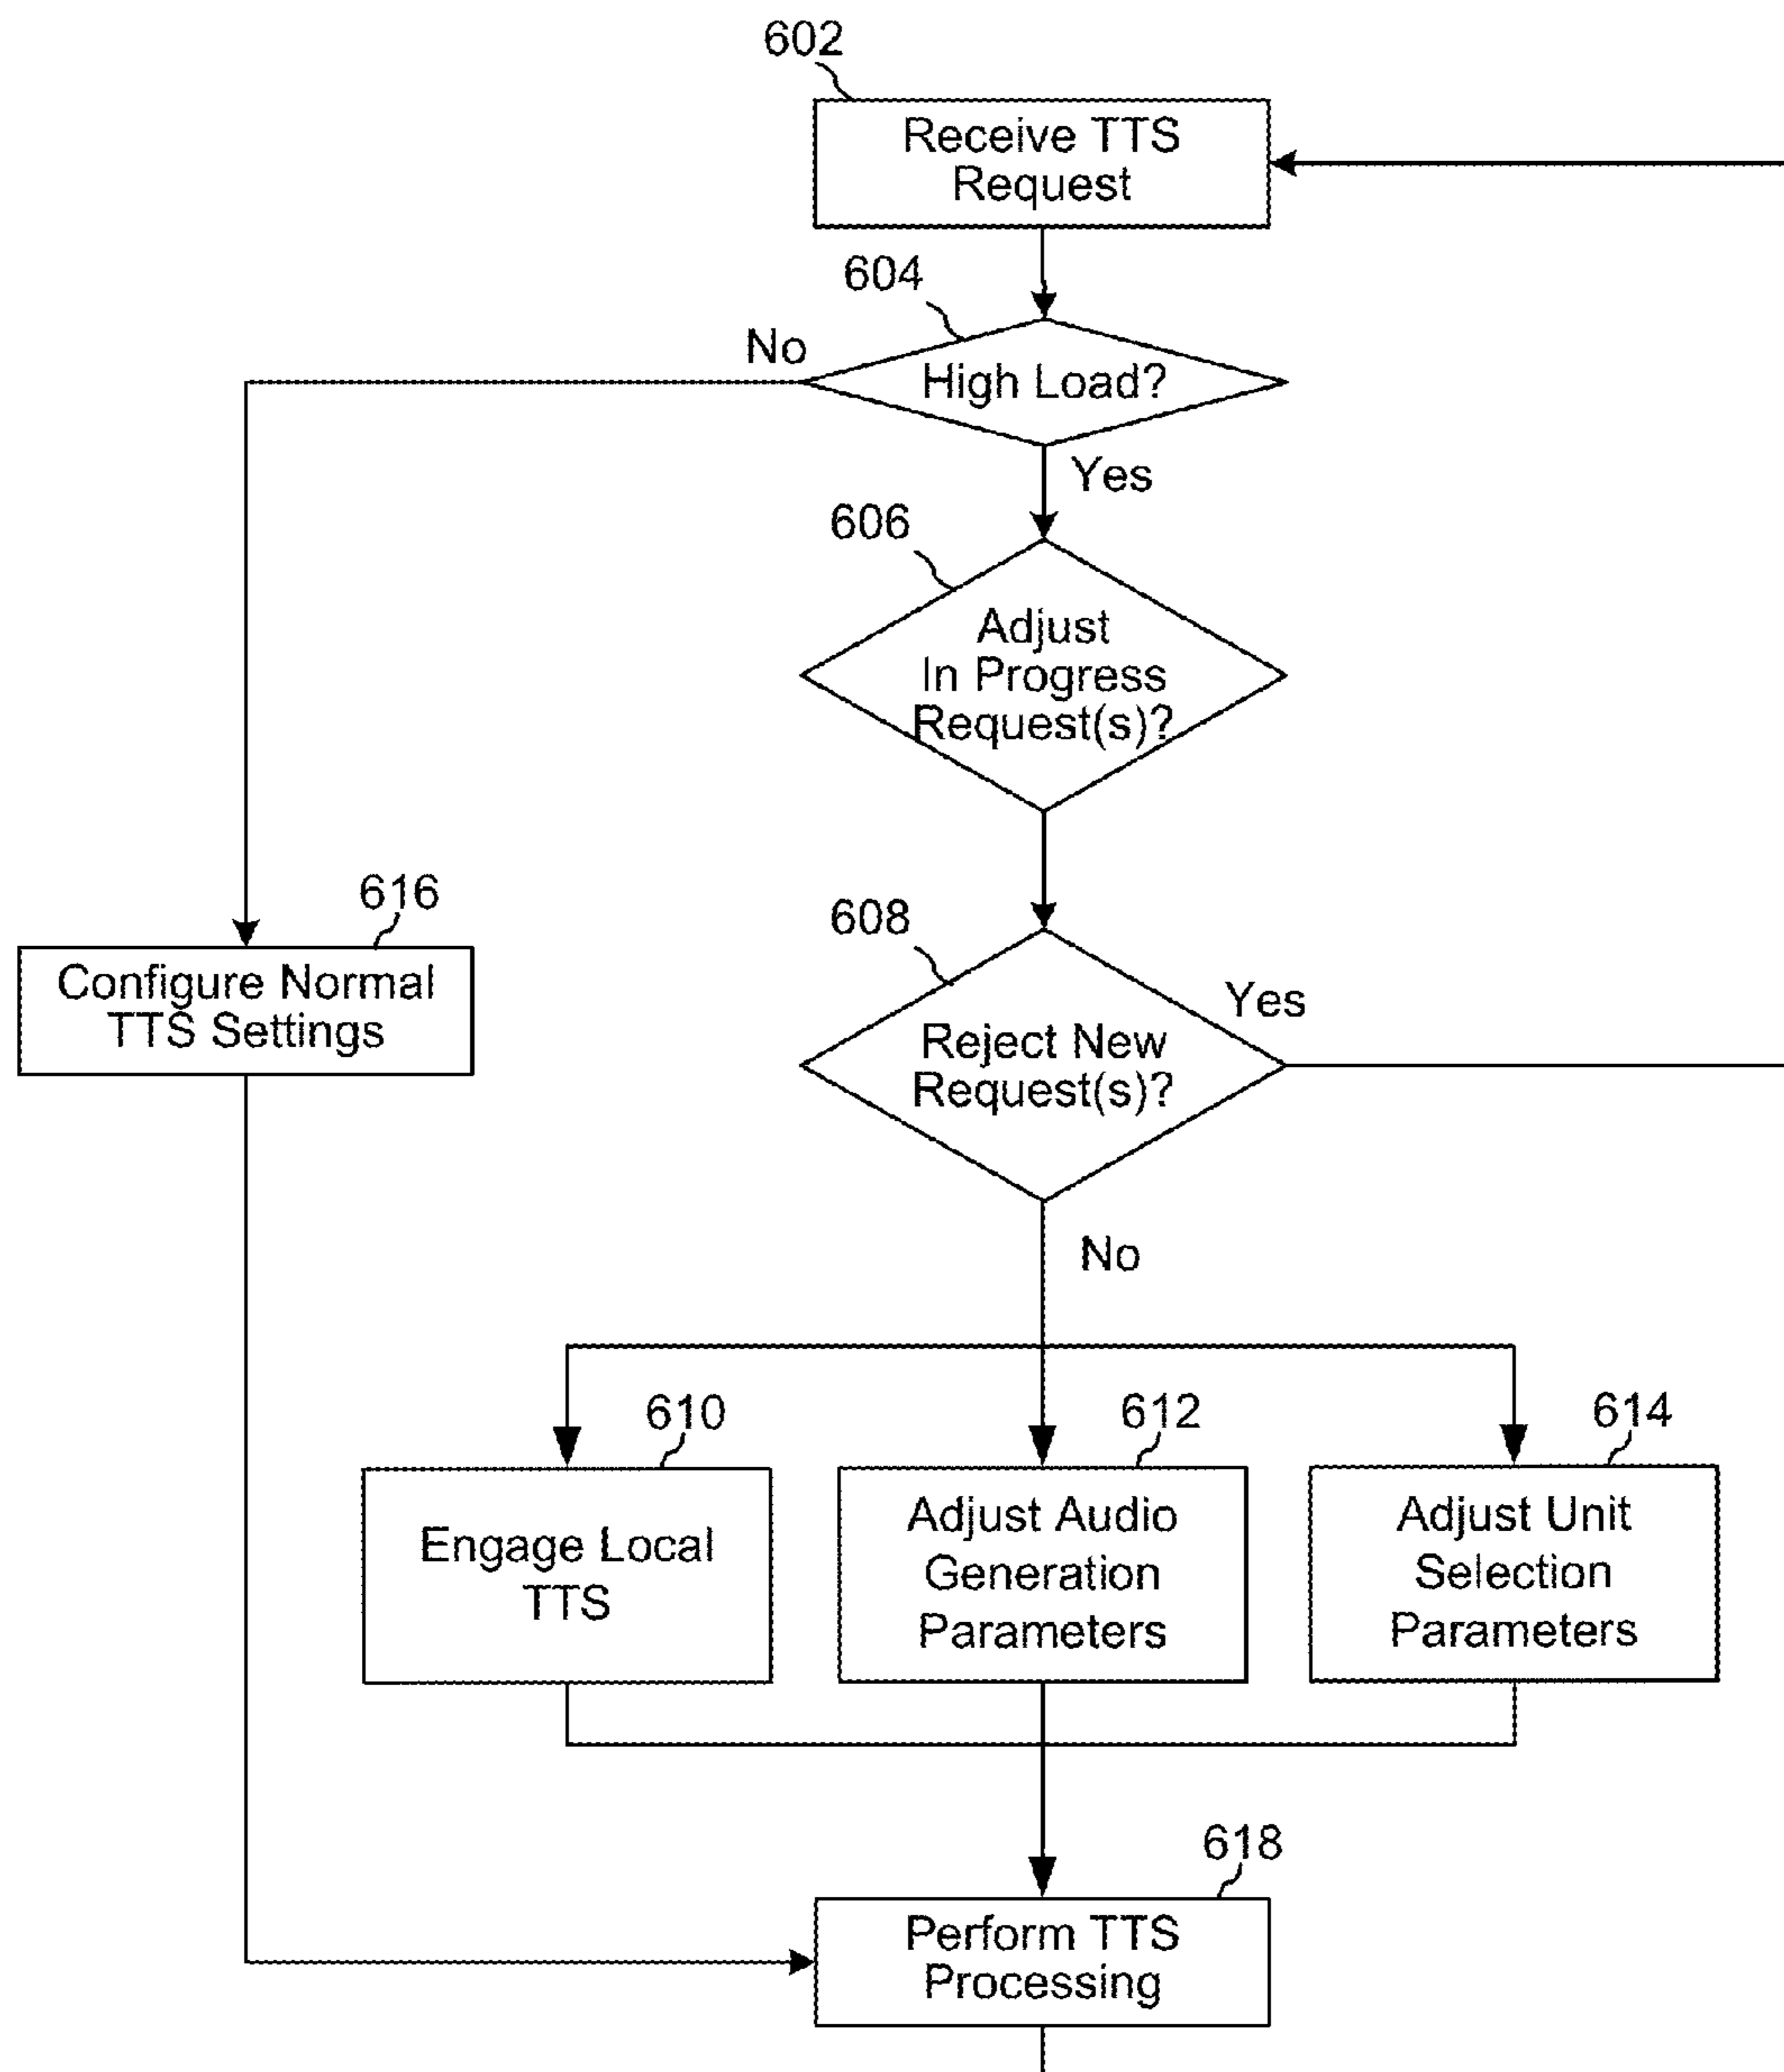 602
Receive TTS
Request
604
No
High Load?
Yes
606
Adjust
In Progress
Request(s)?
616
Configure Normal
TTS Settings
608
Yes
Reject New
Request(s)?
No
610
Engage Local
TTS
612
Adjust Audio
Generation
Parameters
614
Adjust Unit
Selection
Parameters
618
Perform TTS
Processing